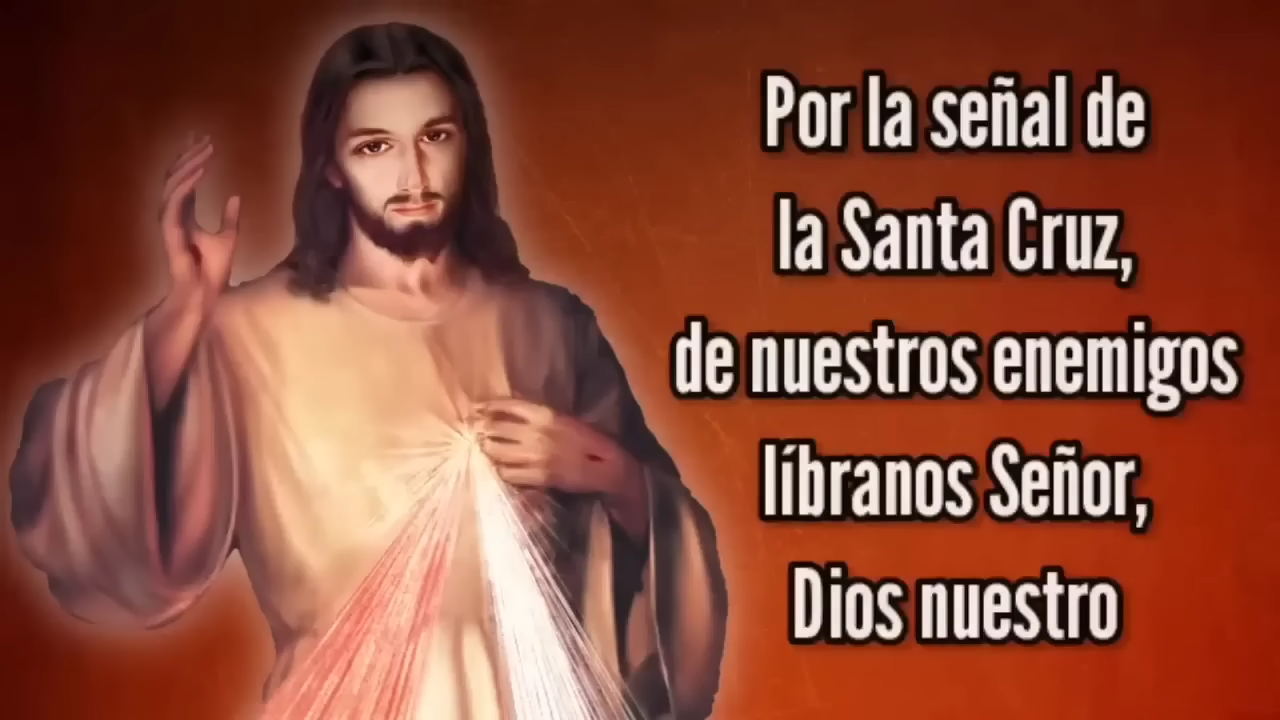 Por la señal de
la Santa Cruz,
de nuestros enemigos
líbranos Señor,
Dios nuestro